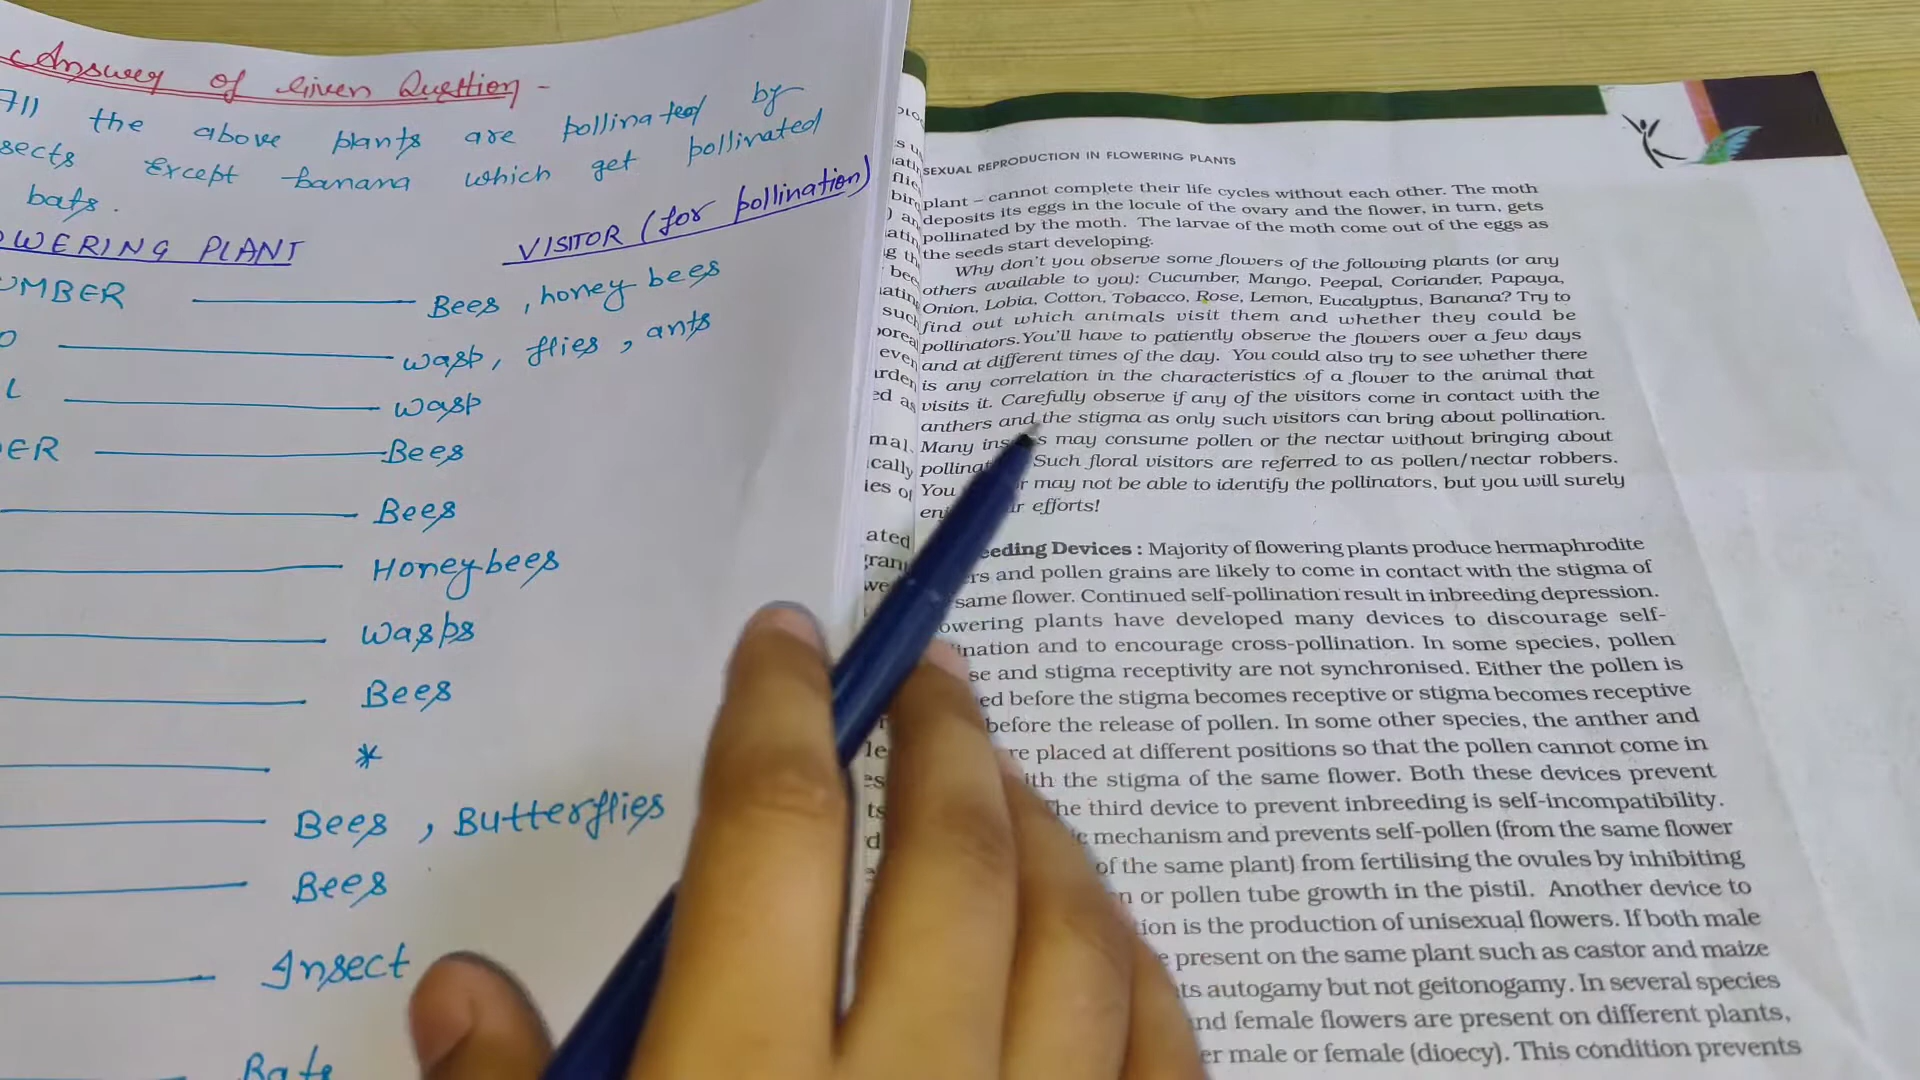 Answer of Given Question -
All the above plants are pollinated by
sects Except banana which get pollinated
bats.
OWERING PLANT VISITOR (for pollination)
UMBER Bees, honey bees
O wasp, flies, ants
L wasp
ER Bees
Bees
Honeybees
Wasps
Bees
*
Bees, Butterflies
Bees
Insect
Bats
SEXUAL REPRODUCTION IN FLOWERING PLANTS
plant – cannot complete their life cycles without each other. The moth
deposits its eggs in the locule of the ovary and the flower, in turn, gets
pollinated by the moth. The larvae of the moth come out of the eggs as
the seeds start developing.
Why don't you observe some flowers of the following plants (or any
others available to you): Cucumber, Mango, Peepal, Coriander, Papaya,
Onion, Lobia, Cotton, Tobacco, Rose, Lemon, Eucalyptus, Banana? Try to
find out which animals visit them and whether they could be
pollinators. You'll have to patiently observe the flowers over a few days
and at different times of the day. You could also try to see whether there
is any correlation in the characteristics of a flower to the animal that
visits it. Carefully observe if any of the visitors come in contact with the
anthers and the stigma as only such visitors can bring about pollination.
Many ins s may consume pollen or the nectar without bringing about
pollinat Such floral visitors are referred to as pollen/nectar robbers.
You r may not be able to identify the pollinators, but you will surely
en r efforts!
eeding Devices : Majority of flowering plants produce hermaphrodite
ers and pollen grains are likely to come in contact with the stigma of
same flower. Continued self-pollination result in inbreeding depression.
owering plants have developed many devices to discourage self-
ination and to encourage cross-pollination. In some species, pollen
se and stigma receptivity are not synchronised. Either the pollen is
ed before the stigma becomes receptive or stigma becomes receptive
before the release of pollen. In some other species, the anther and
re placed at different positions so that the pollen cannot come in
ith the stigma of the same flower. Both these devices prevent
The third device to prevent inbreeding is self-incompatibility.
c mechanism and prevents self-pollen (from the same flower
of the same plant) from fertilising the ovules by inhibiting
n or pollen tube growth in the pistil. Another device to
tion is the production of unisexual flowers. If both male
e present on the same plant such as castor and maize
ts autogamy but not geitonogamy. In several species
nd female flowers are present on different plants,
er male or female (dioecy). This condition prevents